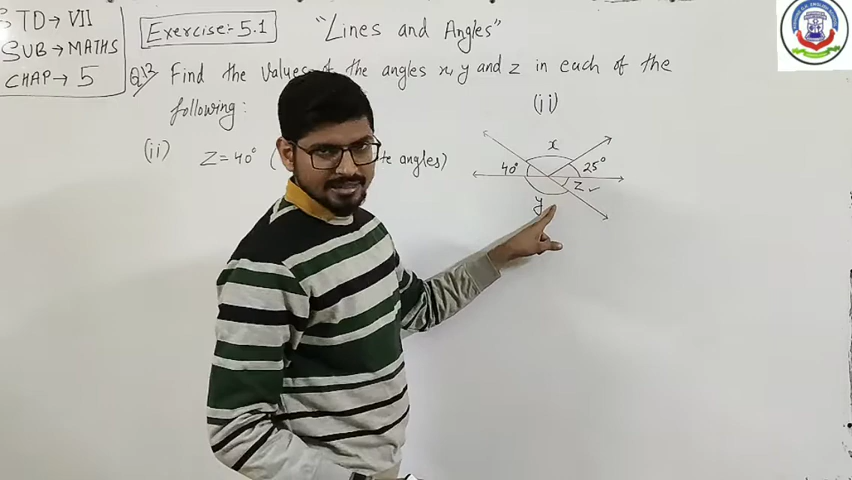 STD → VII
SUB → MATHS
CHAP → 5
Exercise:- 5.1
"Lines and Angles"
Q13 Find the values of the angles x, y and z in each of the
following:
(ii)
(ii)
Z = 40° ( angles)
x
40°
25°
z ✓
y